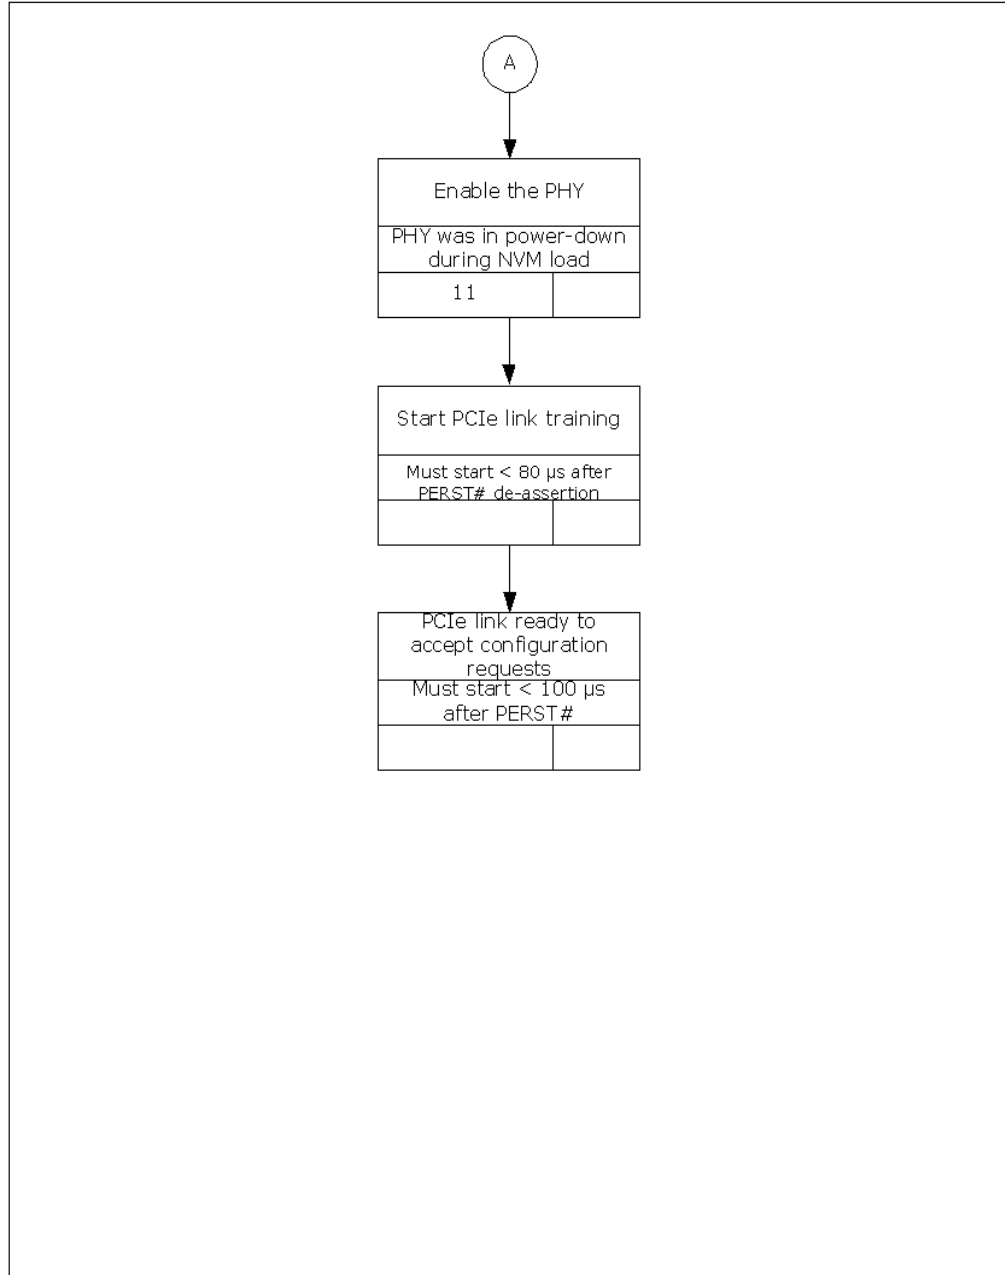 A
Enable the PHY
PHY was in power-down
during NVM load
11
Start PCIe link training
Must start < 80 µs after
PERST# de-assertion
PCIe link ready to
accept configuration
requests
Must start < 100 µs
after PERST#